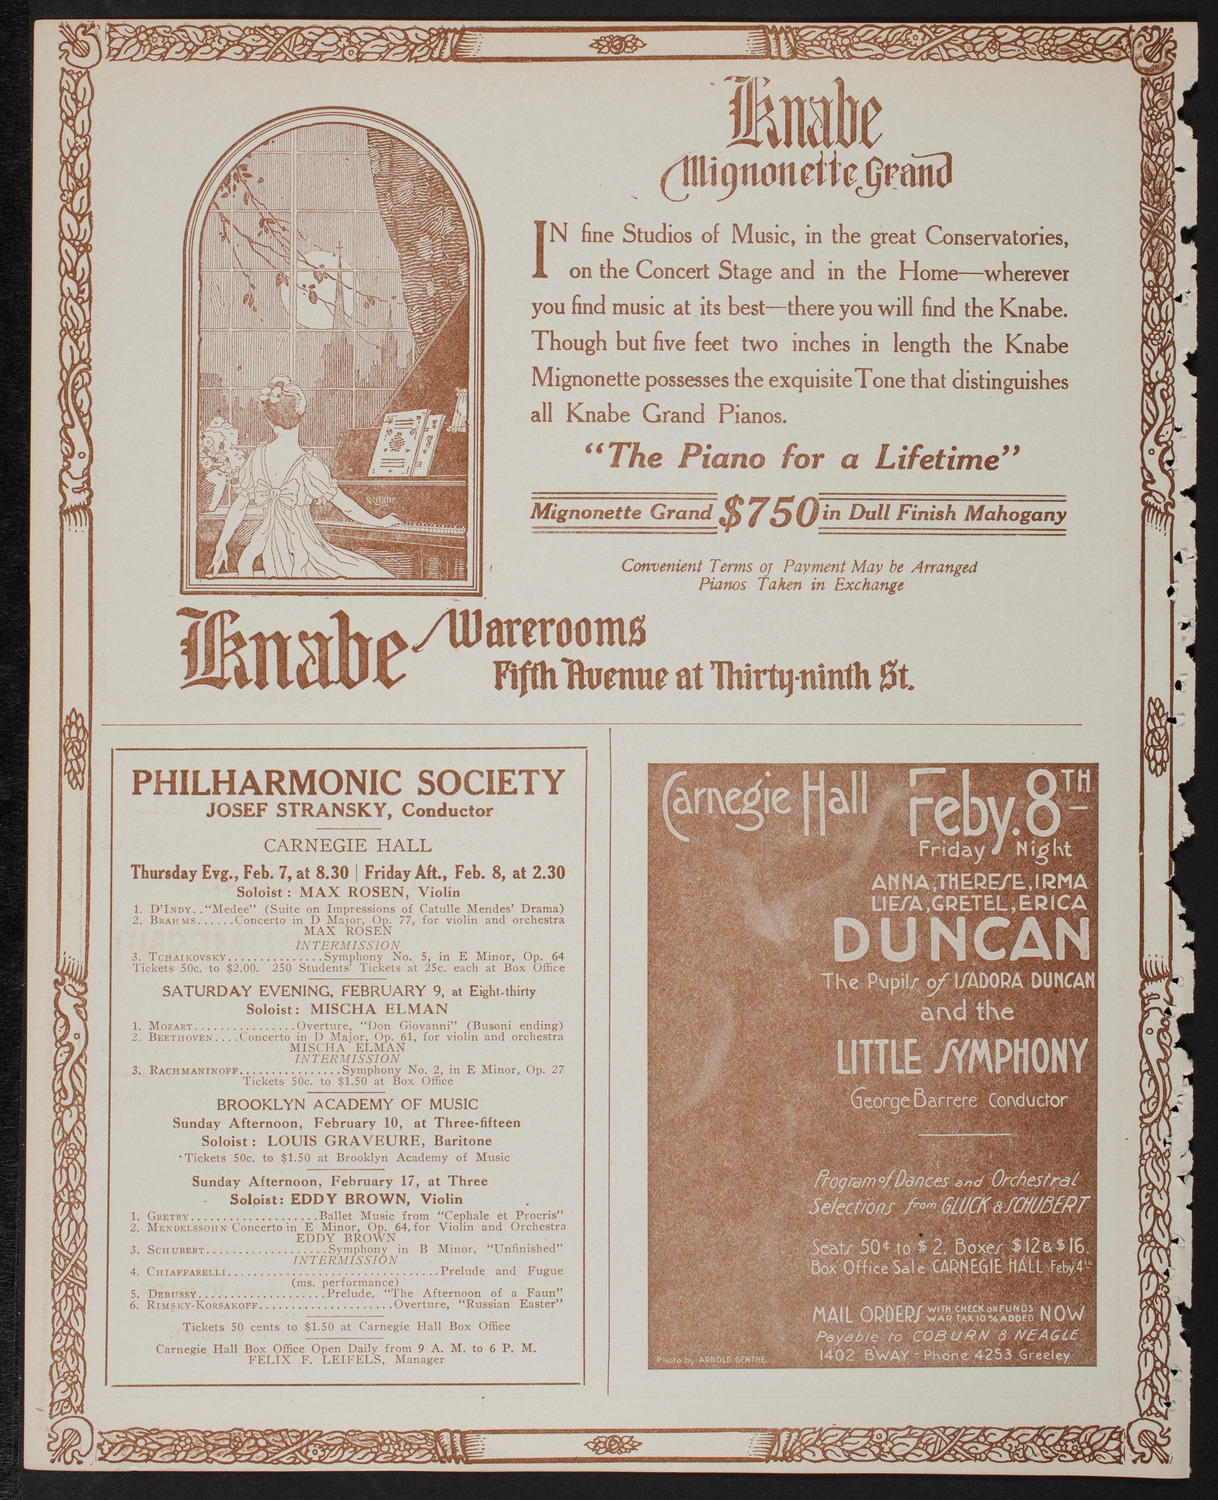 Knabe
Mignonette Grand
IN fine Studios of Music, in the great Conservatories,
on the Concert Stage and in the Home—wherever
you find music at its best—there you will find the Knabe.
Though but five feet two inches in length the Knabe
Mignonette possesses the exquisite Tone that distinguishes
all Knabe Grand Pianos.
"The Piano for a Lifetime"
Mignonette Grand $750 in Dull Finish Mahogany
Convenient Terms of Payment May be Arranged
Pianos Taken in Exchange
Knabe
Knabe Warerooms
Fifth Avenue at Thirty-ninth St.
PHILHARMONIC SOCIETY
JOSEF STRANSKY, Conductor
CARNEGIE HALL
Thursday Evg., Feb. 7, at 8.30 | Friday Aft., Feb. 8, at 2.30
Soloist: MAX ROSEN, Violin
1. D'INDY.."Medee" (Suite on Impressions of Catulle Mendes' Drama)
2. BRAHMS......Concerto in D Major, Op. 77, for violin and orchestra
MAX ROSEN
INTERMISSION
3. TCHAIKOVSKY...............Symphony No. 5, in E Minor, Op. 64
Tickets 50c. to $2.00. 250 Students' Tickets at 25c. each at Box Office
SATURDAY EVENING, FEBRUARY 9, at Eight-thirty
Soloist: MISCHA ELMAN
1. MOZART................Overture, "Don Giovanni" (Busoni ending)
2. BEETHOVEN....Concerto in D Major, Op. 61, for violin and orchestra
MISCHA ELMAN
INTERMISSION
3. RACHMANINOFF................Symphony No. 2, in E Minor, Op. 27
Tickets 50c. to $1.50 at Box Office
BROOKLYN ACADEMY OF MUSIC
Sunday Afternoon, February 10, at Three-fifteen
Soloist: LOUIS GRAVEURE, Baritone
Tickets 50c. to $1.50 at Brooklyn Academy of Music
Sunday Afternoon, February 17, at Three
Soloist: EDDY BROWN, Violin
1. GRETRY....................Ballet Music from "Cephale et Procris"
2. MENDELSSOHN Concerto in E Minor, Op. 64, for Violin and Orchestra
EDDY BROWN
3. SCHUBERT...................Symphony in B Minor, "Unfinished"
INTERMISSION
4. CHIAFFARELLI.................................Prelude and Fugue
(ms. performance)
5. DEBUSSY....................Prelude, "The Afternoon of a Faun"
6. RIMSKY-KORSAKOFF.....................Overture, "Russian Easter"
Tickets 50 cents to $1.50 at Carnegie Hall Box Office
Carnegie Hall Box Office Open Daily from 9 A. M. to 6 P. M.
FELIX F. LEIFELS, Manager
Carnegie Hall Feby. 8TH
Friday Night
ANNA, THERESE, IRMA
LIESA, GRETEL, ERICA
DUNCAN
The Pupils of ISADORA DUNCAN
and the
LITTLE SYMPHONY
George Barrere Conductor
Program of Dances and Orchestral
Selections from GLUCK & SCHUBERT
Seats 50¢ to $2. Boxes $12 & $16.
Box Office Sale CARNEGIE HALL Feby. 4th
MAIL ORDERS WITH CHECK OR FUNDS WAR TAX 10% ADDED NOW
Payable to COBURN & NEAGLE
1402 BWAY - Phone 4253 Greeley
Photo by ARNOLD GENTHE